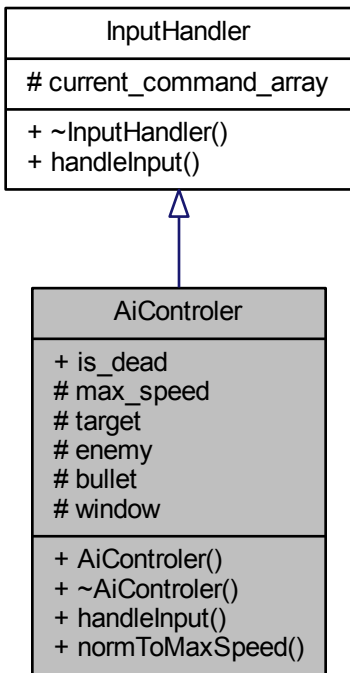 InputHandler
# current_command_array
+ ~InputHandler()
+ handleInput()
AiControler
+ is_dead
# max_speed
# target
# enemy
# bullet
# window
+ AiControler()
+ ~AiControler()
+ handleInput()
+ normToMaxSpeed()